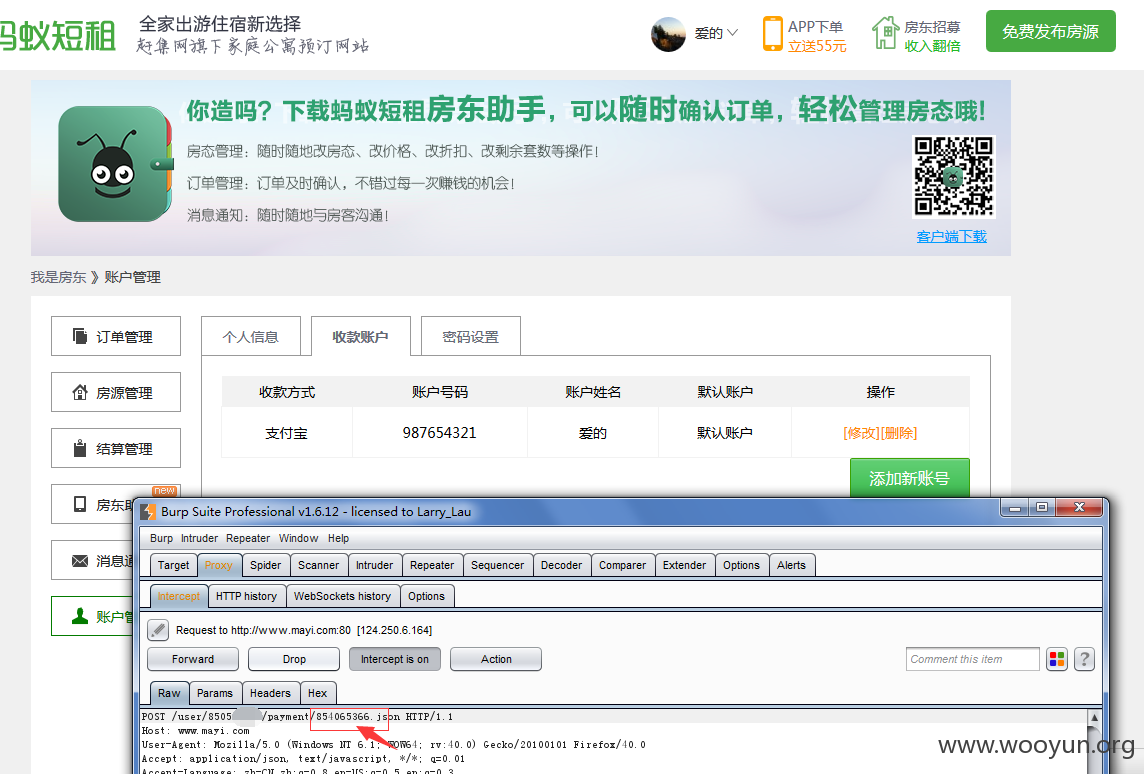 蚂蚁短租
全家出游住宿新选择
赶集网旗下家庭公寓预订网站
爱的
APP下单
立送55元
房东招募
收入翻倍
免费发布房源
你造吗？下载蚂蚁短租房东助手，可以随时确认订单，轻松管理房态哦!
房态管理：随时随地改房态、改价格、改折扣、改剩余套数等操作!
订单管理：订单及时确认，不错过每一次赚钱的机会!
消息通知：随时随地与房客沟通!
客户端下载
我是房东 》账户管理
订单管理
房源管理
结算管理
房东助
new
消息通
账户管
个人信息 收款账户 密码设置
收款方式 账户号码 账户姓名 默认账户 操作
支付宝 987654321 爱的 默认账户 [修改][删除]
添加新账号
Burp Suite Professional v1.6.12 - licensed to Larry_Lau
Burp Intruder Repeater Window Help
Target Proxy Spider Scanner Intruder Repeater Sequencer Decoder Comparer Extender Options Alerts
Intercept HTTP history WebSockets history Options
Request to http://www.mayi.com:80 [124.250.6.164]
Forward Drop Intercept is on Action
Comment this item
?
Raw Params Headers Hex
POST /user/8505 /payment/854065366.json HTTP/1.1
Host: www.mayi.com
User-Agent: Mozilla/5.0 (Windows NT 6.1; WOW64; rv:40.0) Gecko/20100101 Firefox/40.0
Accept: application/json, text/javascript, */*; q=0.01
Accept-Language: zh-CN,zh;q=0.8,en-US;q=0.5,en;q=0.3
www.wooyun.org